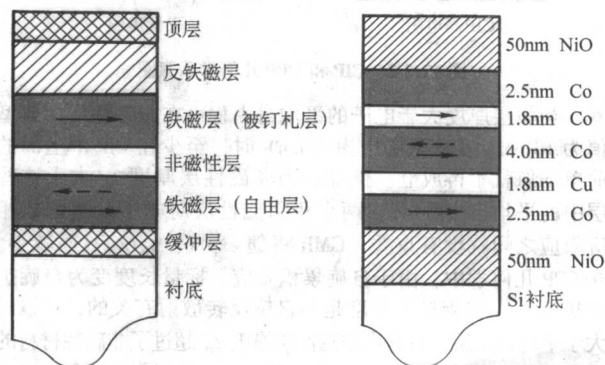 顶层
反铁磁层
铁磁层 (被钉札层)
非磁性层
铁磁层 (自由层)
缓冲层
衬底
50nm NiO
2.5nm Co
1.8nm Co
4.0nm Co
1.8nm Cu
2.5nm Co
50nm NiO
Si衬底